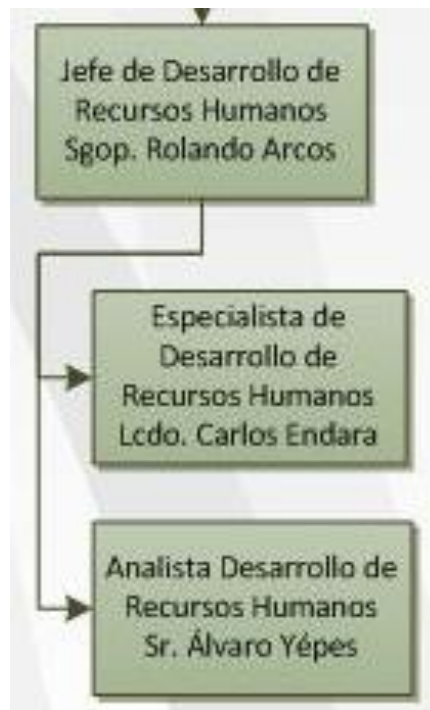 Jefe de Desarrollo de
Recursos Humanos
Sgop. Rolando Arcos
Especialista de
Desarrollo de
Recursos Humanos
Lcdo. Carlos Endara
Analista Desarrollo de
Recursos Humanos
Sr. Álvaro Yépes